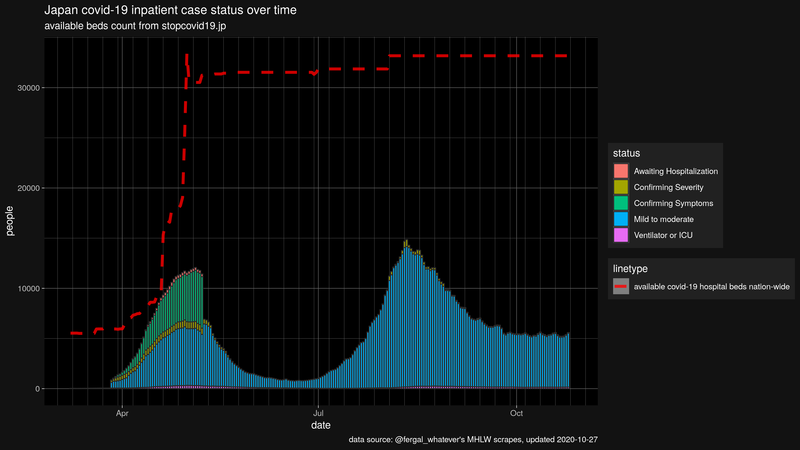 Japan covid-19 inpatient case status over time
available beds count from stopcovid19.jp
30000
20000
10000
0
people
Apr
Jul
Oct
date
status
Awaiting Hospitalization
Confirming Severity
Confirming Symptoms
Mild to moderate
Ventilator or ICU
linetype
available covid-19 hospital beds nation-wide
data source: @fergal_whatever's MHLW scrapes, updated 2020-10-27